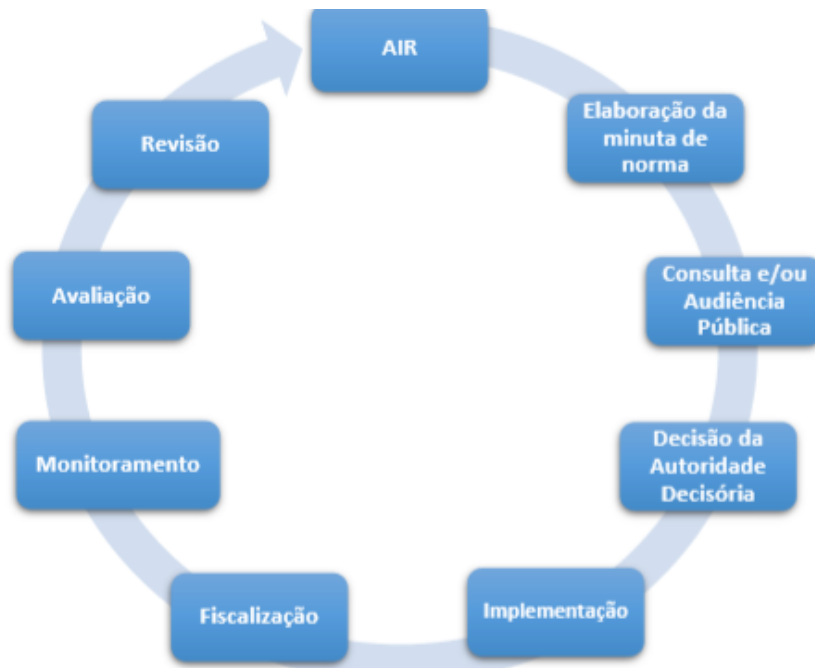 AIR
Elaboração da
minuta de
norma
Consulta e/ou
Audiência
Pública
Decisão da
Autoridade
Decisória
Implementação
Fiscalização
Monitoramento
Avaliação
Revisão